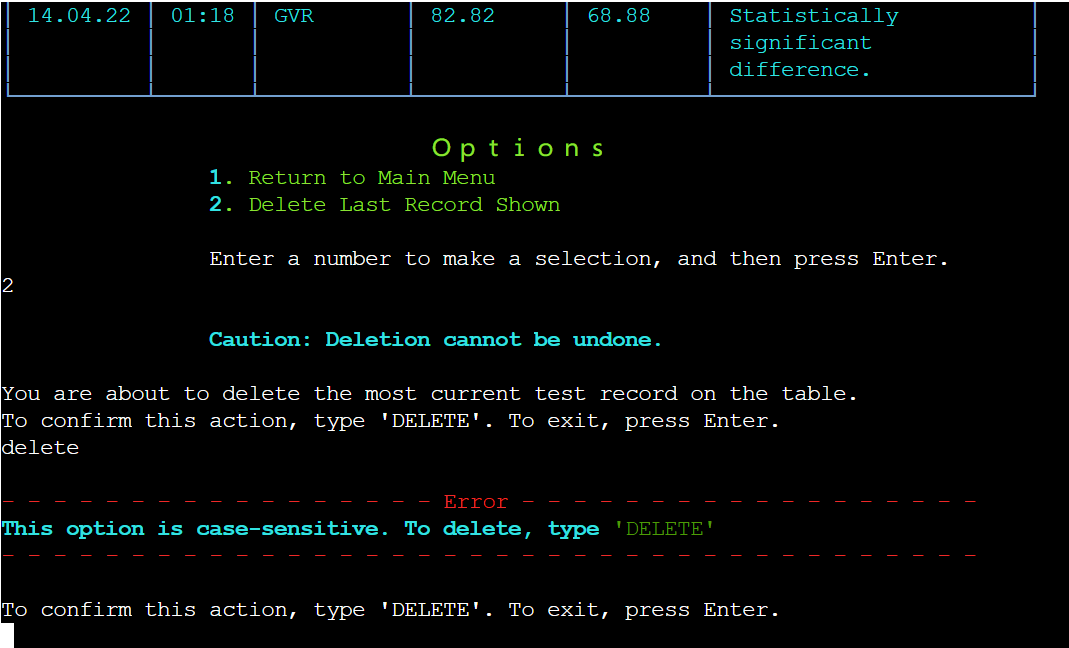 14.04.22 01:18 GVR 82.82 68.88 Statistically
significant
difference.
Options
1. Return to Main Menu
2. Delete Last Record Shown
Enter a number to make a selection, and then press Enter.
2
Caution: Deletion cannot be undone.
You are about to delete the most current test record on the table.
To confirm this action, type 'DELETE'. To exit, press Enter.
delete
- - - - - - - - - - - - - - - - - Error - - - - - - - - - - - - - - - - - -
This option is case-sensitive. To delete, type 'DELETE'
- - - - - - - - - - - - - - - - - - - - - - - - - - - - - - - - - - - - - -
To confirm this action, type 'DELETE'. To exit, press Enter.